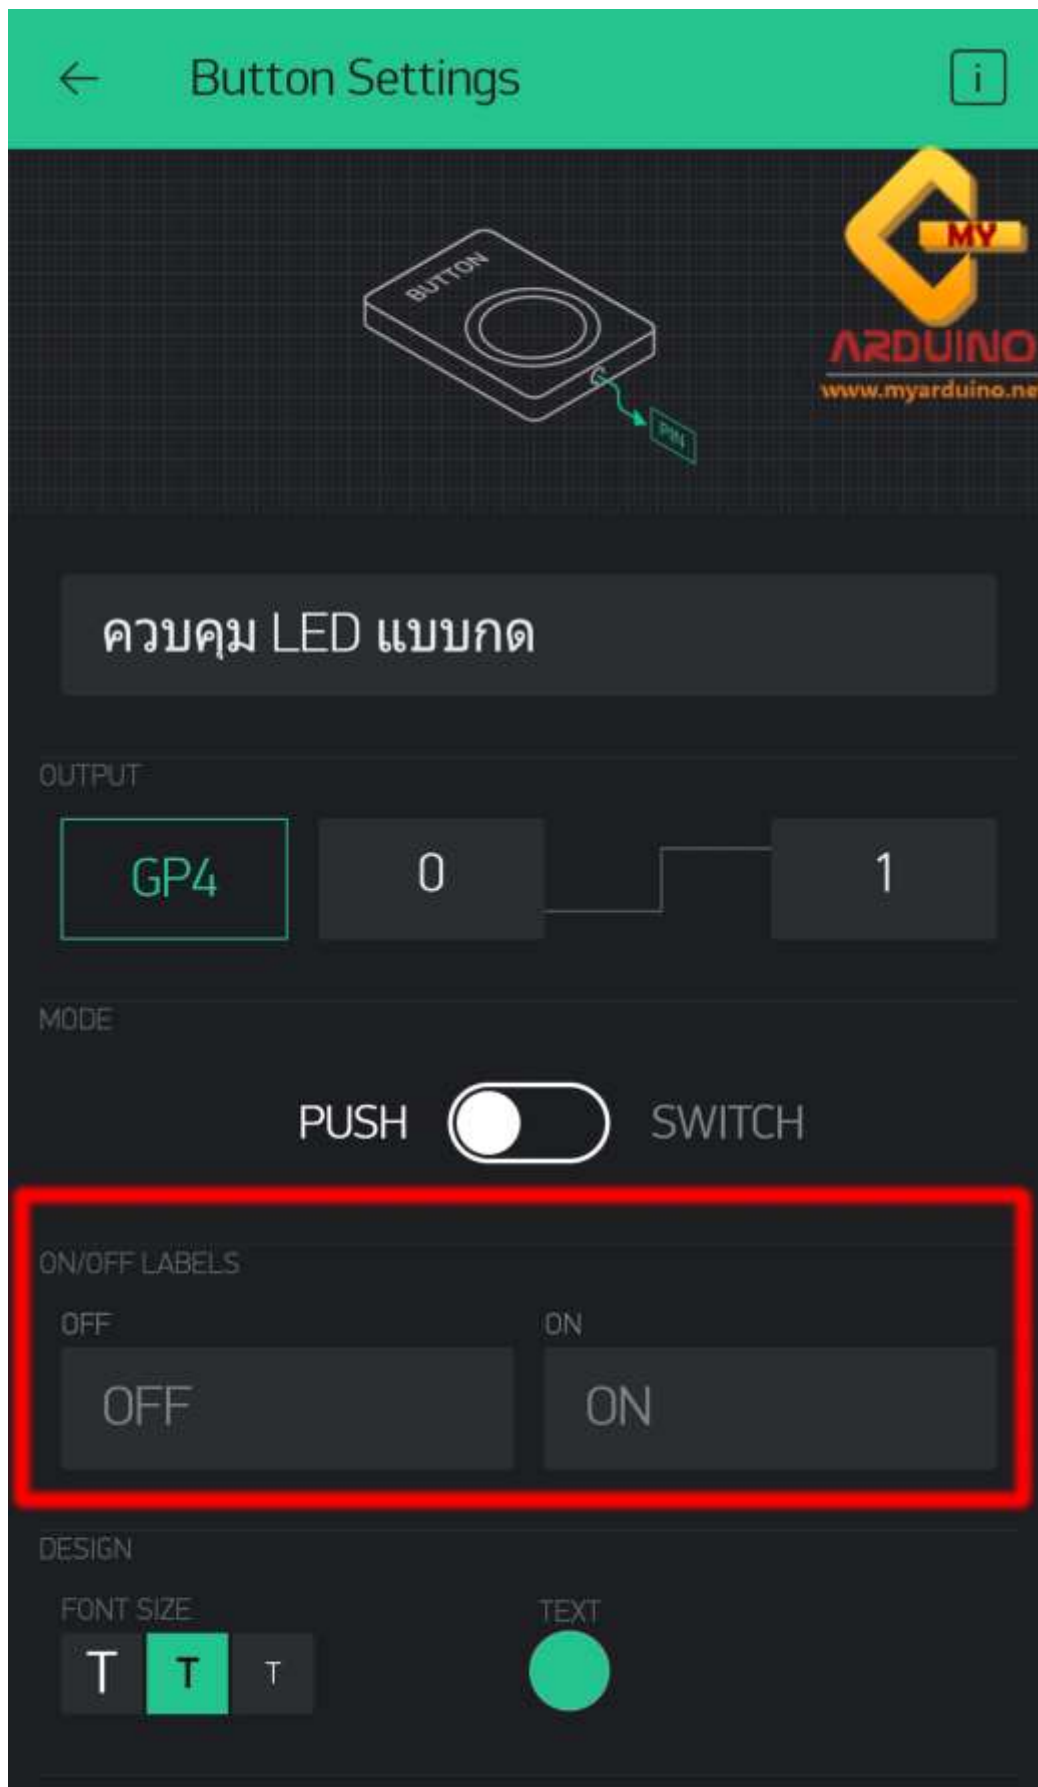 Button Settings
i
MY
ARDUINO
www.myarduino.ne
BUTTON
PIN
ควบคุม LED แบบกด
OUTPUT
GP4 0 1
MODE
PUSH SWITCH
ON/OFF LABELS
OFF ON
OFF ON
DESIGN
FONT SIZE TEXT
T T T